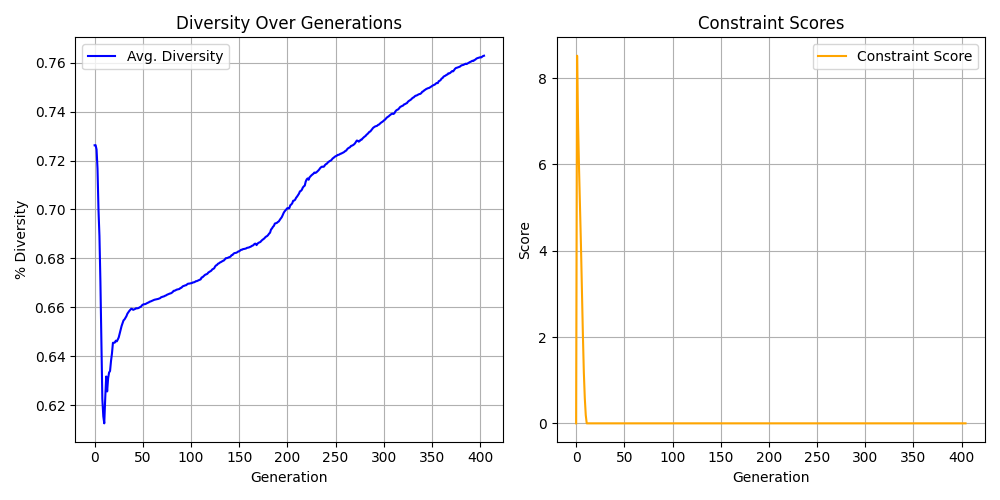 Diversity Over Generations
Avg. Diversity
% Diversity
0.76
0.74
0.72
0.70
0.68
0.66
0.64
0.62
0 50 100 150 200 250 300 350 400
Generation
Constraint Scores
Constraint Score
Score
8
6
4
2
0
0 50 100 150 200 250 300 350 400
Generation